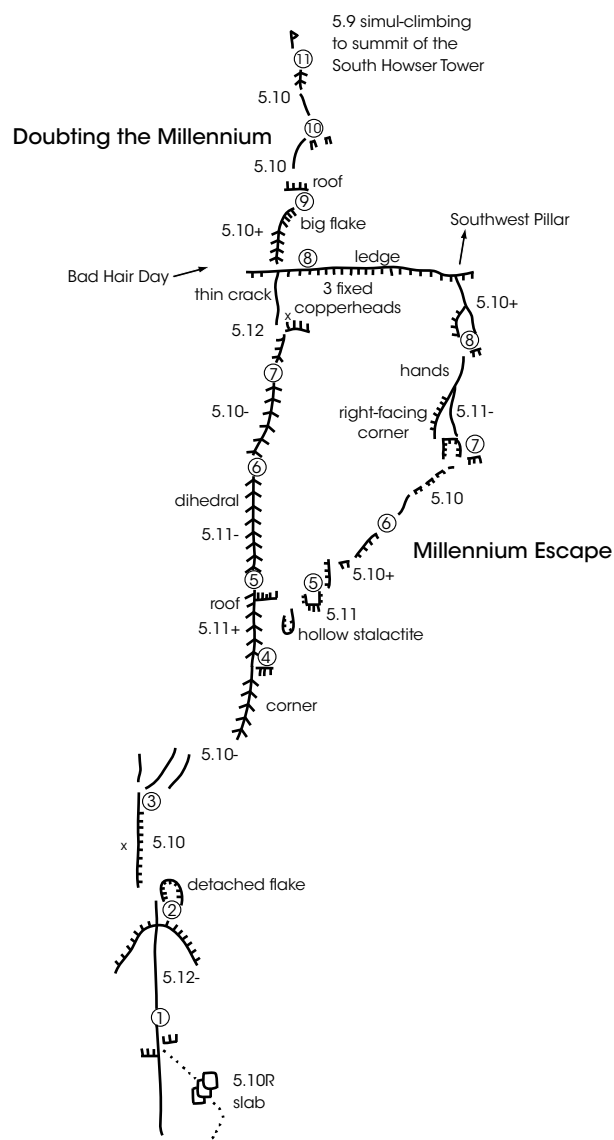 5.9 simul-climbing
to summit of the
South Howser Tower
11
5.10
10
Doubting the Millennium
5.10
roof
9
big flake
5.10+
Southwest Pillar
8
ledge
Bad Hair Day
thin crack
3 fixed
copperheads
x
5.12
5.10+
8
7
hands
5.10-
right-facing
corner
5.11-
7
6
5.10
dihedral
6
5.11-
Millennium Escape
5.10+
5
5
roof
5.11
5.11+
hollow stalactite
4
corner
5.10-
3
x
5.10
detached flake
2
5.12-
1
5.10R
slab